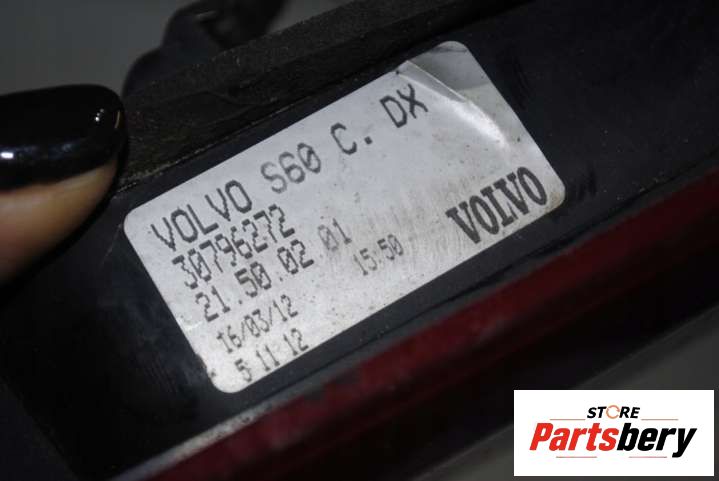 VOLVO S60 C. DX
30796272
21.50.02 01
16/03/12 15:50
5 11 12
VOLVO
STORE
Partsbery